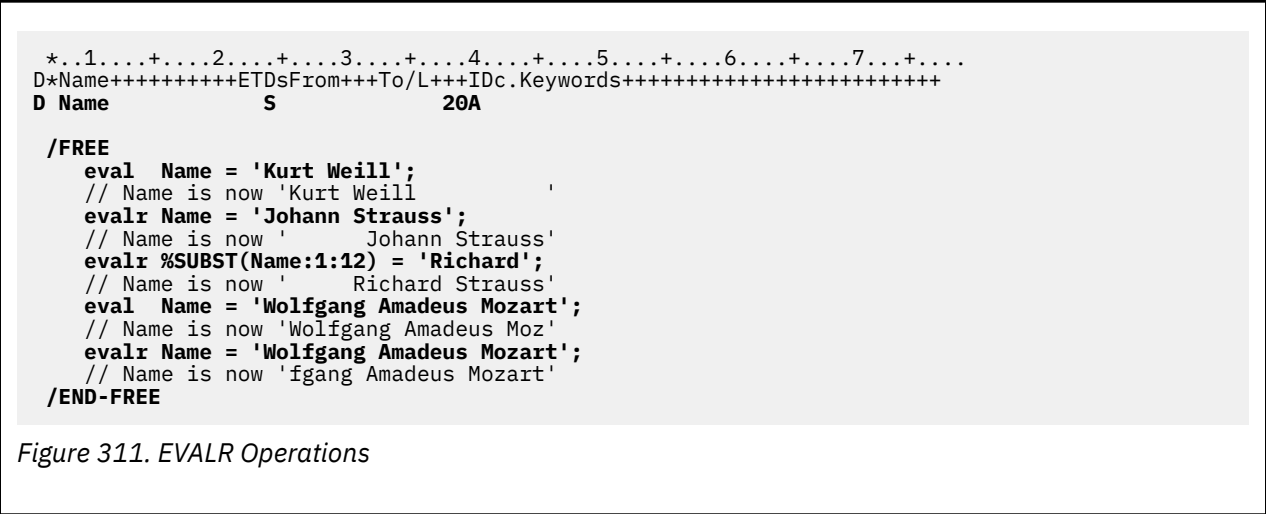 *..1....+....2....+....3....+....4....+....5....+....6....+....7...+....
D*Name++++++++++ETDsFrom+++To/L+++IDc.Keywords+++++++++++++++++++++++++
D Name            S             20A
/FREE
eval  Name = 'Kurt Weill';
// Name is now 'Kurt Weill          '
evalr Name = 'Johann Strauss';
// Name is now '      Johann Strauss'
evalr %SUBST(Name:1:12) = 'Richard';
// Name is now '     Richard Strauss'
eval  Name = 'Wolfgang Amadeus Mozart';
// Name is now 'Wolfgang Amadeus Moz'
evalr Name = 'Wolfgang Amadeus Mozart';
// Name is now 'fgang Amadeus Mozart'
/END-FREE
Figure 311. EVALR Operations